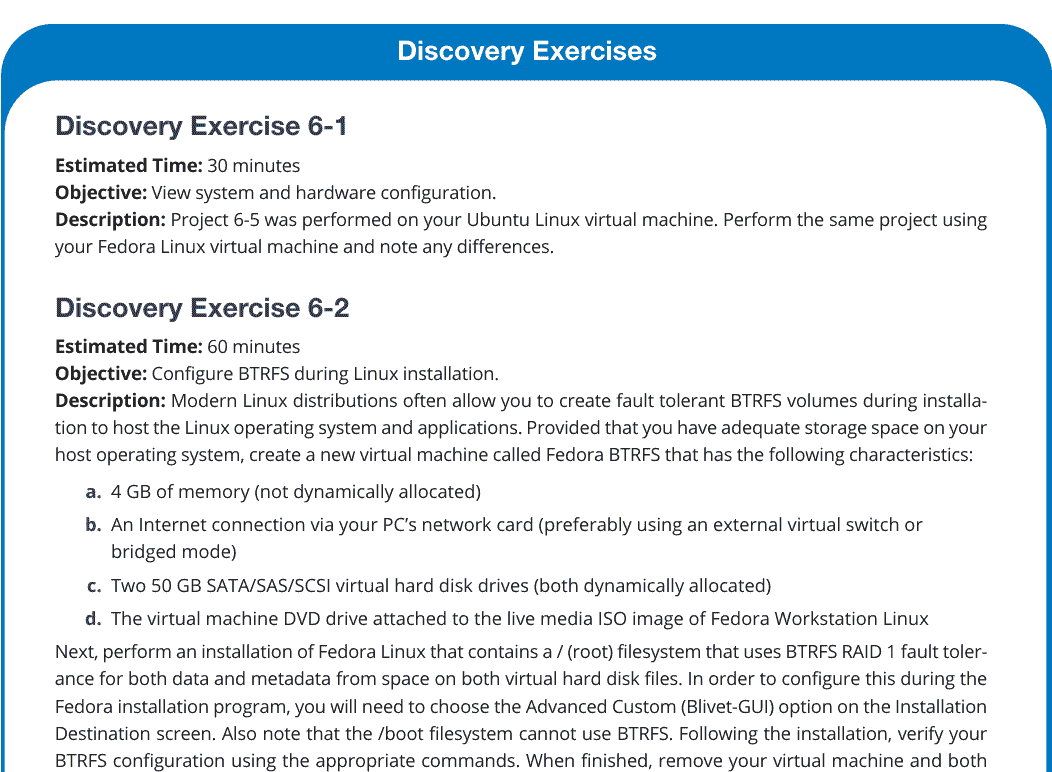 Discovery Exercises
Discovery Exercise 6-1
Estimated Time: 30 minutes
Objective: View system and hardware configuration.
Description: Project 6-5 was performed on your Ubuntu Linux virtual machine. Perform the same project using
your Fedora Linux virtual machine and note any differences.
Discovery Exercise 6-2
Estimated Time: 60 minutes
Objective: Configure BTRFS during Linux installation.
Description: Modern Linux distributions often allow you to create fault tolerant BTRFS volumes during installa-
tion to host the Linux operating system and applications. Provided that you have adequate storage space on your
host operating system, create a new virtual machine called Fedora BTRFS that has the following characteristics:
a. 4 GB of memory (not dynamically allocated)
b. An Internet connection via your PC’s network card (preferably using an external virtual switch or
bridged mode)
c. Two 50 GB SATA/SAS/SCSI virtual hard disk drives (both dynamically allocated)
d. The virtual machine DVD drive attached to the live media ISO image of Fedora Workstation Linux
Next, perform an installation of Fedora Linux that contains a / (root) filesystem that uses BTRFS RAID 1 fault toler-
ance for both data and metadata from space on both virtual hard disk files. In order to configure this during the
Fedora installation program, you will need to choose the Advanced Custom (Blivet-GUI) option on the Installation
Destination screen. Also note that the /boot filesystem cannot use BTRFS. Following the installation, verify your
BTRFS configuration using the appropriate commands. When finished, remove your virtual machine and both